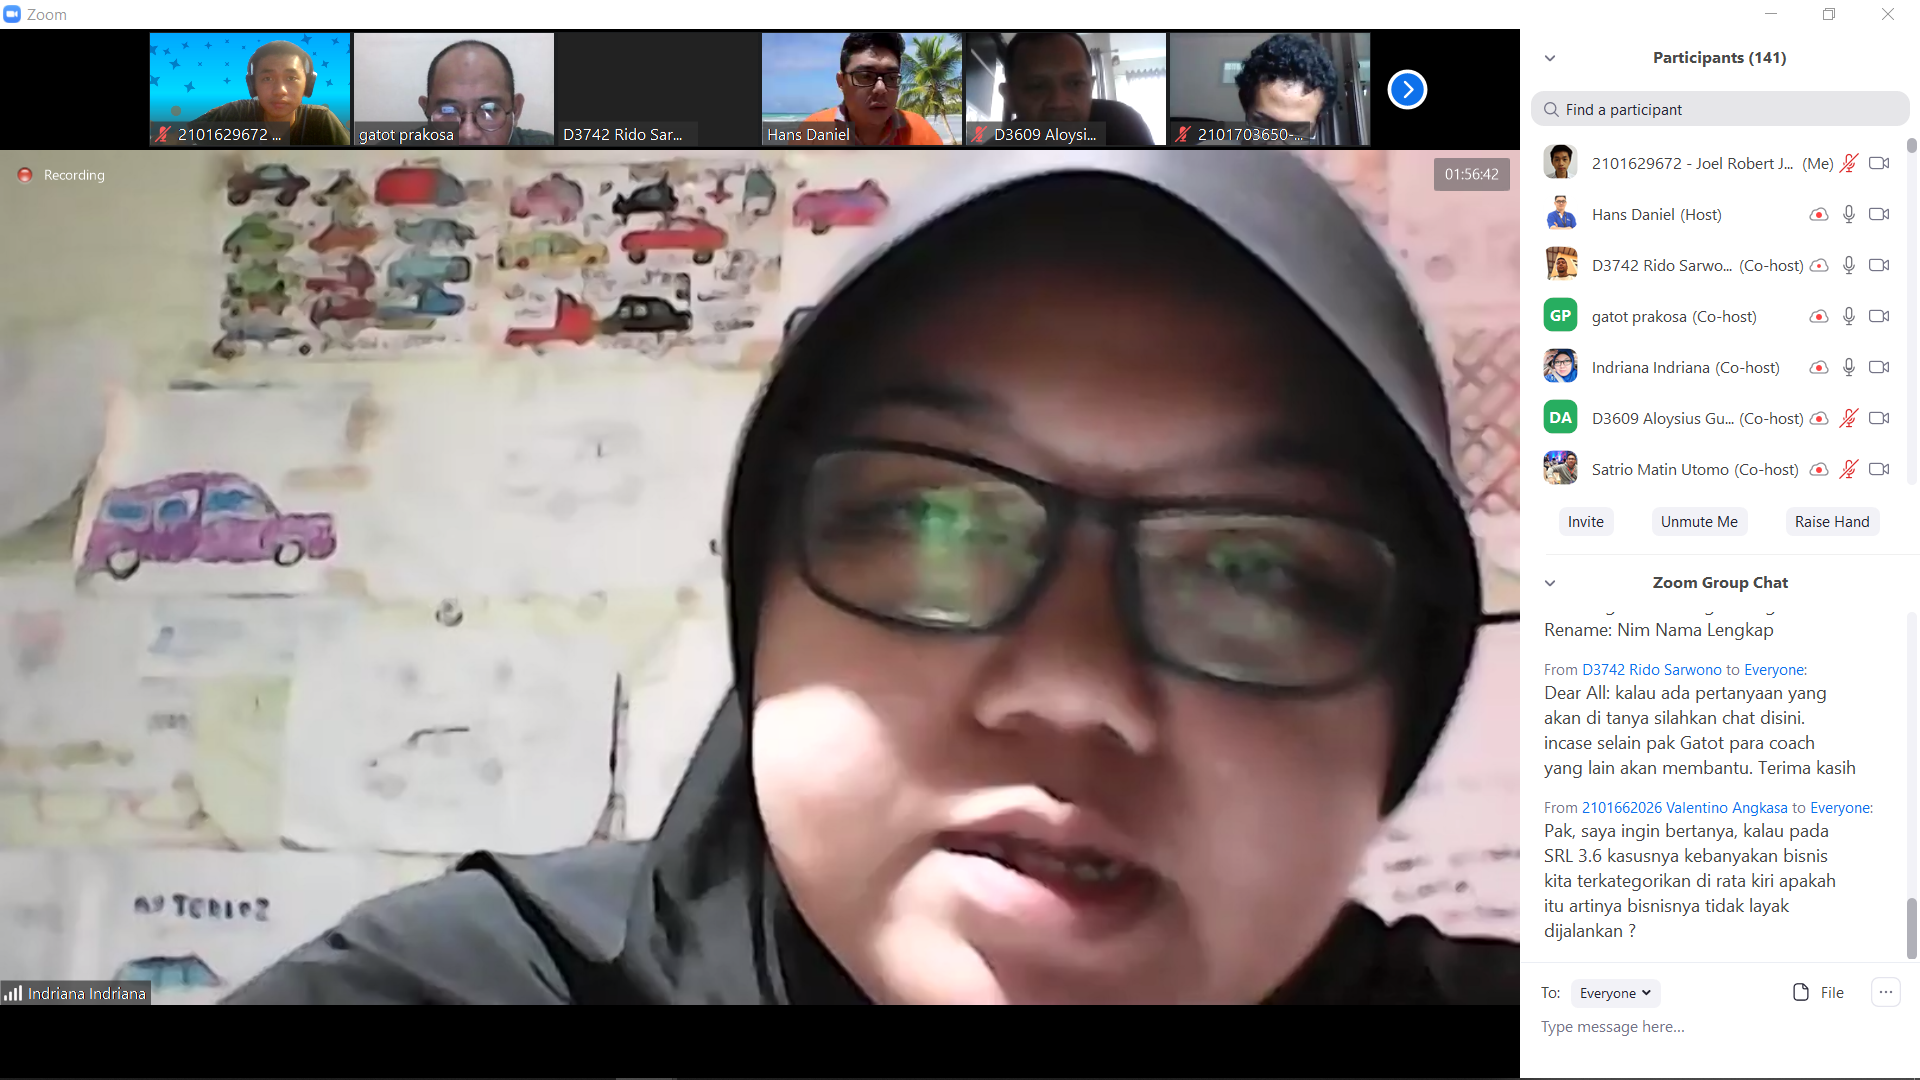 Zoom
2101629672 ...
gatot prakosa
D3742 Rido Sar...
Hans Daniel
D3609 Aloysi...
2101703650-...
Recording
01:56:42
Indriana Indriana
Participants (141)
Find a participant
2101629672 - Joel Robert J... (Me)
Hans Daniel (Host)
D3742 Rido Sarwo... (Co-host)
GP
gatot prakosa (Co-host)
Indriana Indriana (Co-host)
DA
D3609 Aloysius Gu... (Co-host)
Satrio Matin Utomo (Co-host)
Invite
Unmute Me
Raise Hand
Zoom Group Chat
Rename: Nim Nama Lengkap
From D3742 Rido Sarwono to Everyone:
Dear All: kalau ada pertanyaan yang
akan di tanya silahkan chat disini.
incase selain pak Gatot para coach
yang lain akan membantu. Terima kasih
From 2101662026 Valentino Angkasa to Everyone:
Pak, saya ingin bertanya, kalau pada
SRL 3.6 kasusnya kebanyakan bisnis
kita terkategorikan di rata kiri apakah
itu artinya bisnisnya tidak layak
dijalankan ?
To: Everyone
File
Type message here...